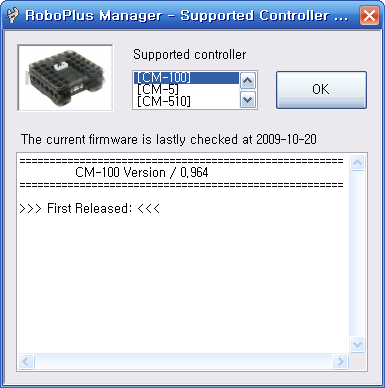 RoboPlus Manager - Supported Controller ...
Supported controller
[CM-100]
[CM-5]
[CM-510]
OK
The current firmware is lastly checked at 2009-10-20
======================================================
CM-100 Version / 0.964
======================================================
>>> First Released: <<<